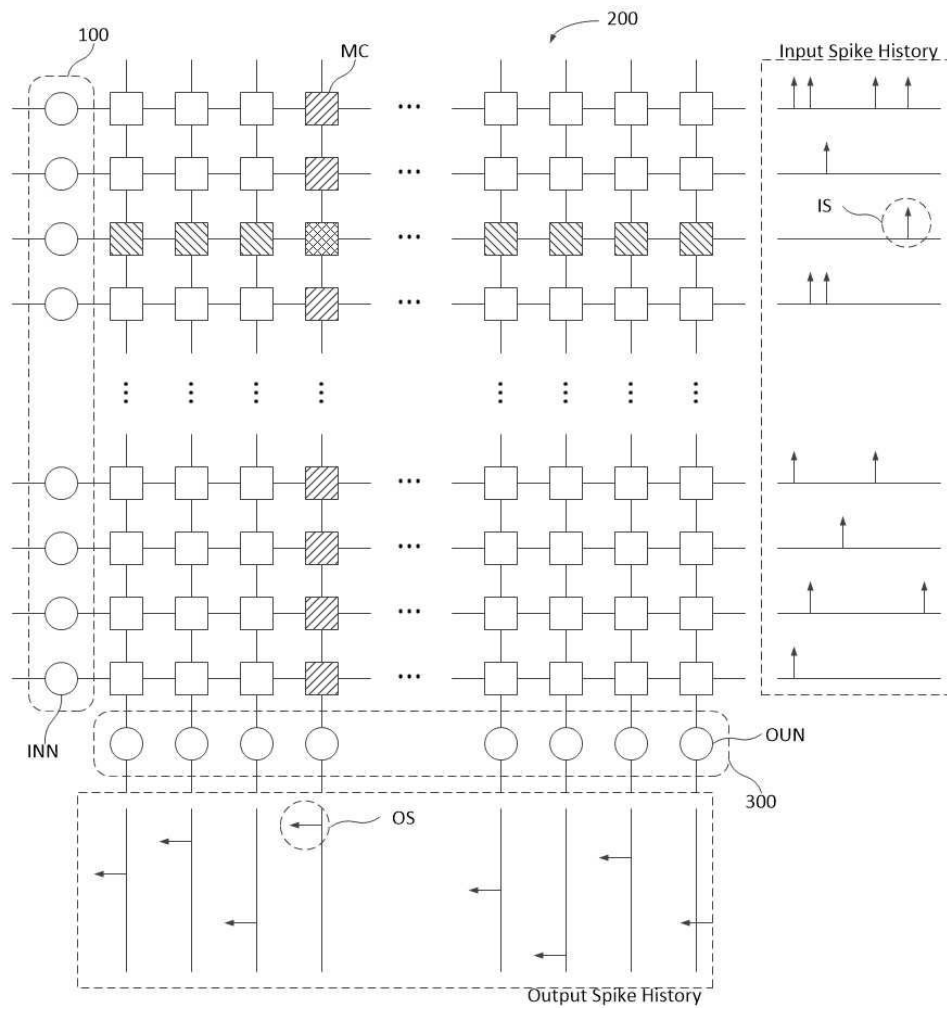 200
100
MC
Input Spike History
IS
INN
OUN
300
OS
Output Spike History